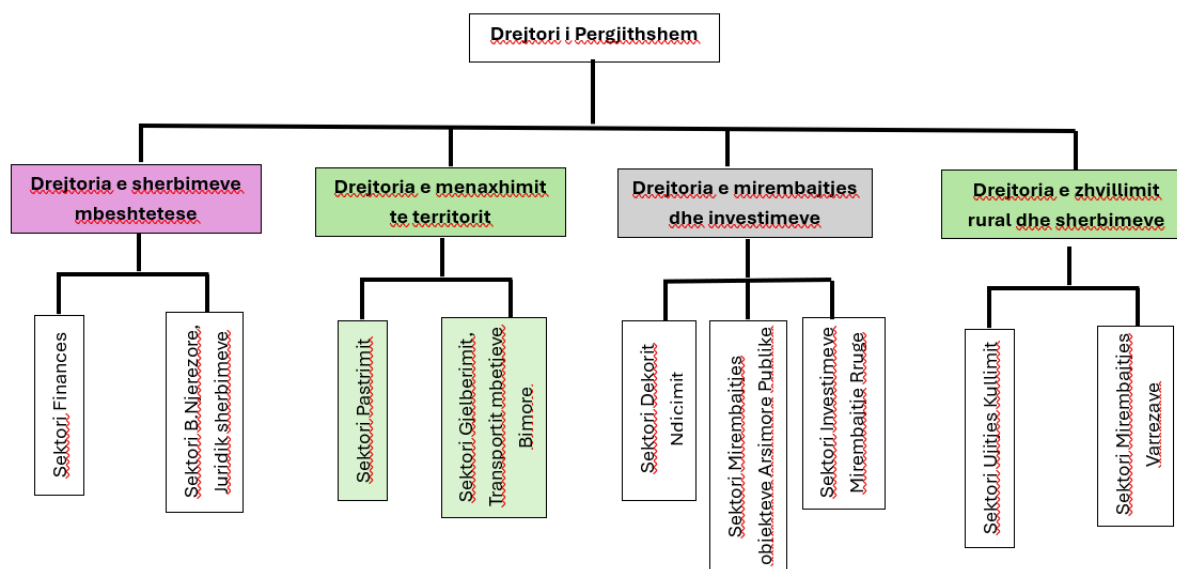 Drejtori i Pergjithshem
Drejtoria e sherbimeve
mbeshtetese
Drejtoria e menaxhimit
te territorit
Drejtoria e mirembajtjes
dhe investimeve
Drejtoria e zhvillimit
rural dhe sherbimeve
Sektori Finances
Sektori B.Njerezore,
Juridik sherbimeve
Sektori Pastrimit
Sektori Gjelberimit,
Transportit mbetjeve
Bimore
Sektori Dekorit
Ndicimit
Sektori Mirembajtjes
objekteve Arsimore Publike
Sektori Investimeve
Mirembajtje Rruge
Sektori Ujitjes Kullimit
Sektori Mirembajtjes
Varrezave